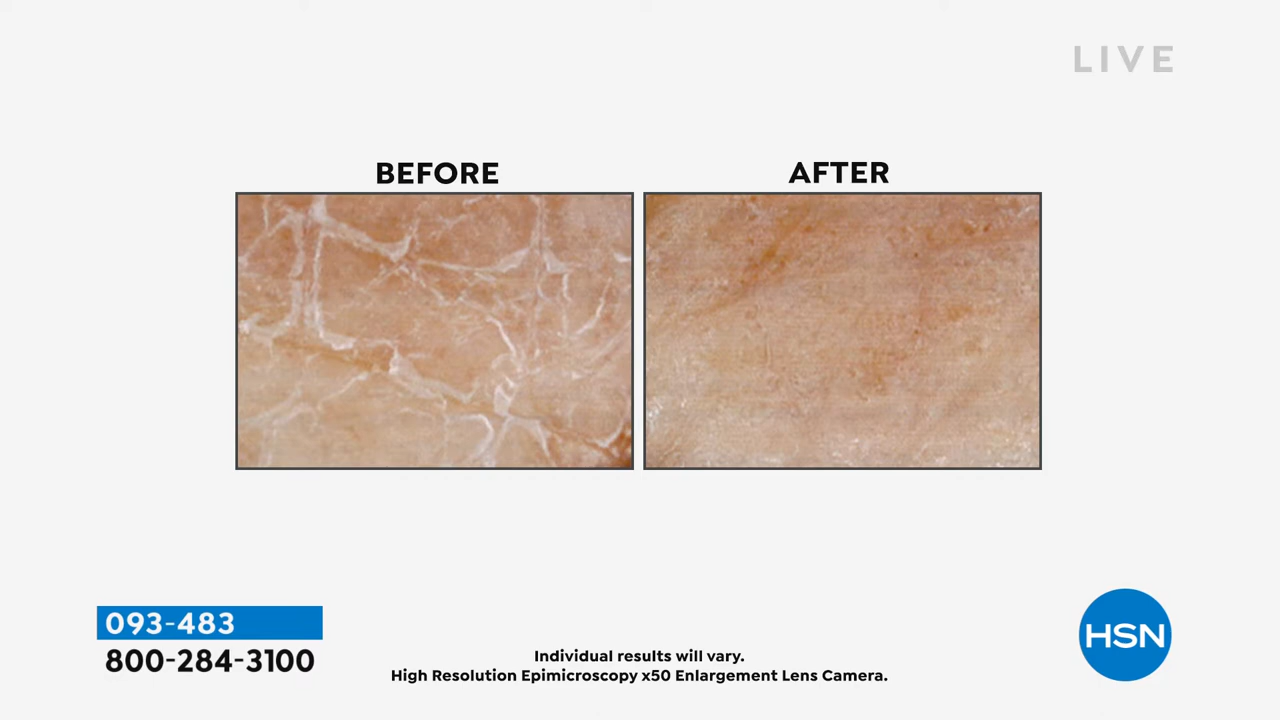 LIVE
BEFORE
AFTER
093-483
800-284-3100
Individual results will vary.
High Resolution Epimicroscopy x50 Enlargement Lens Camera.
HSN